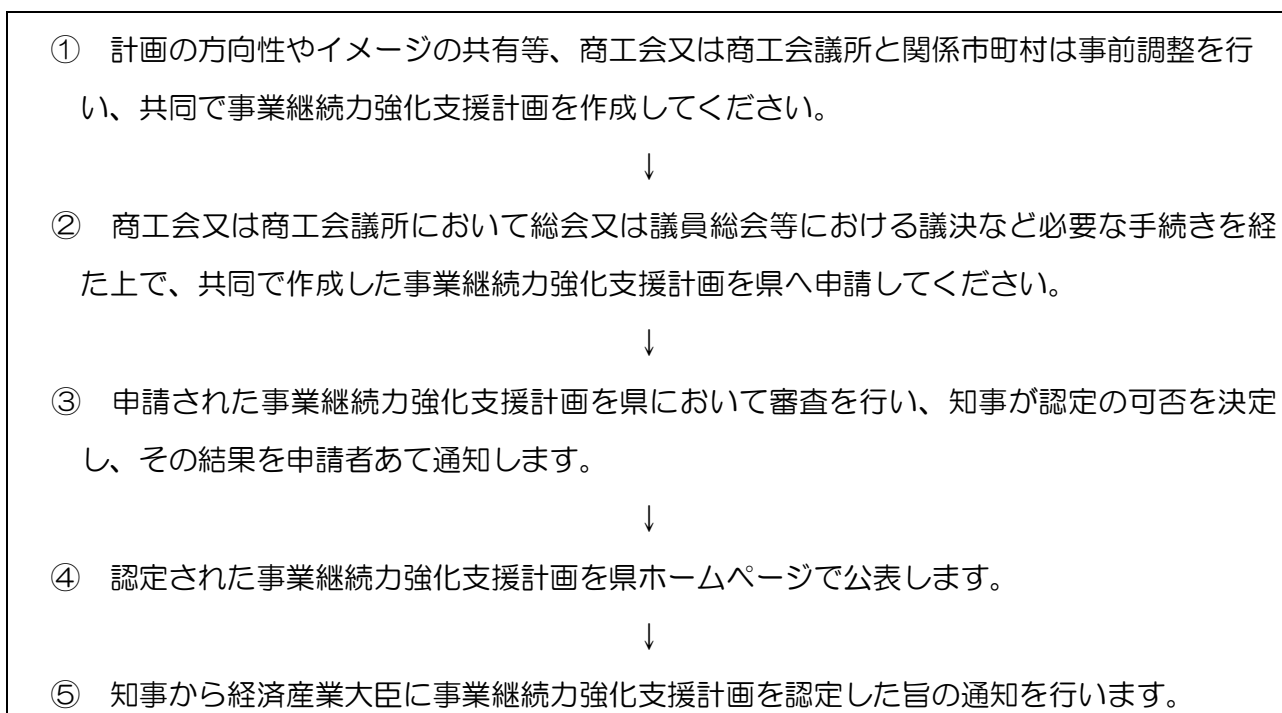 ①　計画の方向性やイメージの共有等、商工会又は商工会議所と関係市町村は事前調整を行
い、共同で事業継続力強化支援計画を作成してください。
↓
②　商工会又は商工会議所において総会又は議員総会等における議決など必要な手続きを経
た上で、共同で作成した事業継続力強化支援計画を県へ申請してください。
↓
③　申請された事業継続力強化支援計画を県において審査を行い、知事が認定の可否を決定
し、その結果を申請者あて通知します。
↓
④　認定された事業継続力強化支援計画を県ホームページで公表します。
↓
⑤　知事から経済産業大臣に事業継続力強化支援計画を認定した旨の通知を行います。